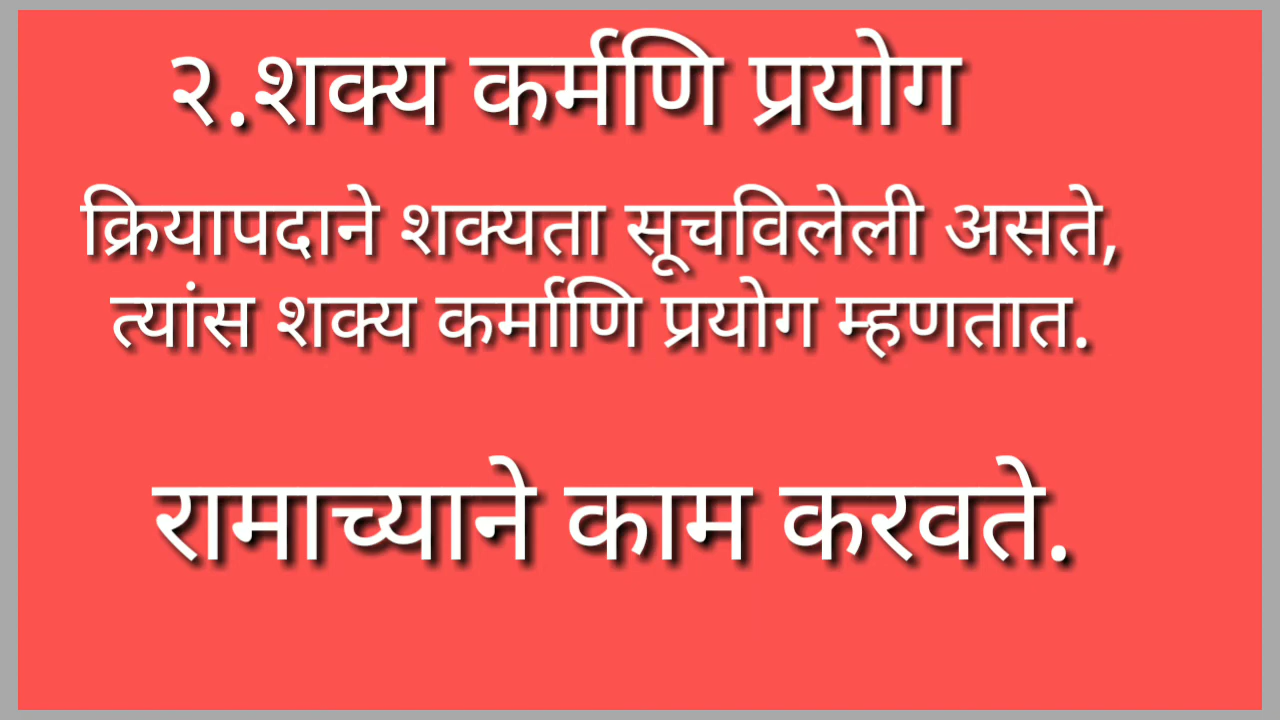 २.शक्य कर्मणि प्रयोग
क्रियापदाने शक्यता सूचविलेली असते,
त्यांस शक्य कर्माणि प्रयोग म्हणतात.
रामाच्याने काम करवते.